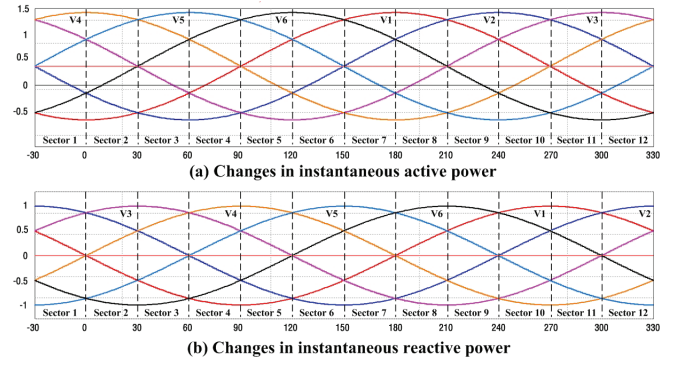 1.5
V4 V5 V6 V1 V2 V3
1
0.5
0
-0.5
Sector 1 Sector 2 Sector 3 Sector 4 Sector 5 Sector 6 Sector 7 Sector 8 Sector 9 Sector 10 Sector 11 Sector 12
-30 0 30 60 90 120 150 180 210 240 270 300 330
(a) Changes in instantaneous active power
1
V3 V4 V5 V6 V1 V2
0.5
0
-0.5
-1
Sector 1 Sector 2 Sector 3 Sector 4 Sector 5 Sector 6 Sector 7 Sector 8 Sector 9 Sector 10 Sector 11 Sector 12
-30 0 30 60 90 120 150 180 210 240 270 300 330
(b) Changes in instantaneous reactive power